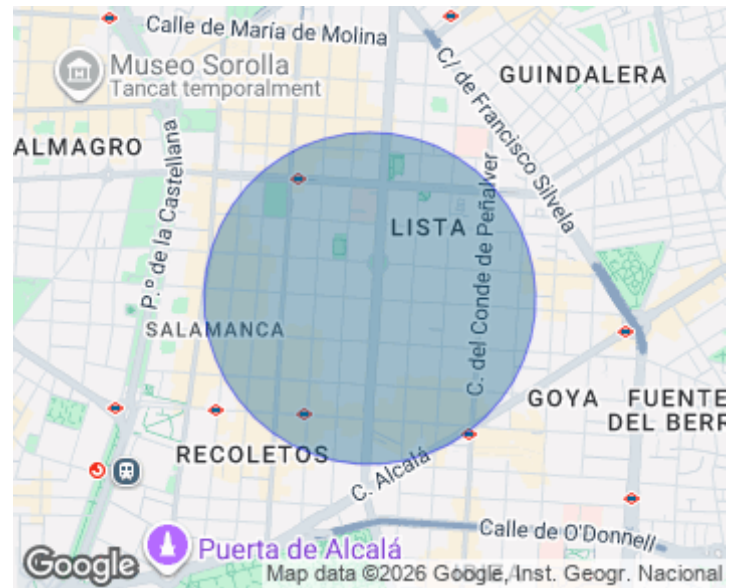 Calle de María de Molina
Museo Sorolla
Tancat temporalment
C/ de Francisco Silvela
GUINDALERA
ALMAGRO
P.º de la Castellana
LISTA
C. del Conde de Peñalver
SALAMANCA
GOYA
FUENTE
DEL BERR
RECOLETOS
C. Alcalá
Calle de O'Donnell
Puerta de Alcalá
Google
Map data ©2026 Google, Inst. Geogr. Nacional